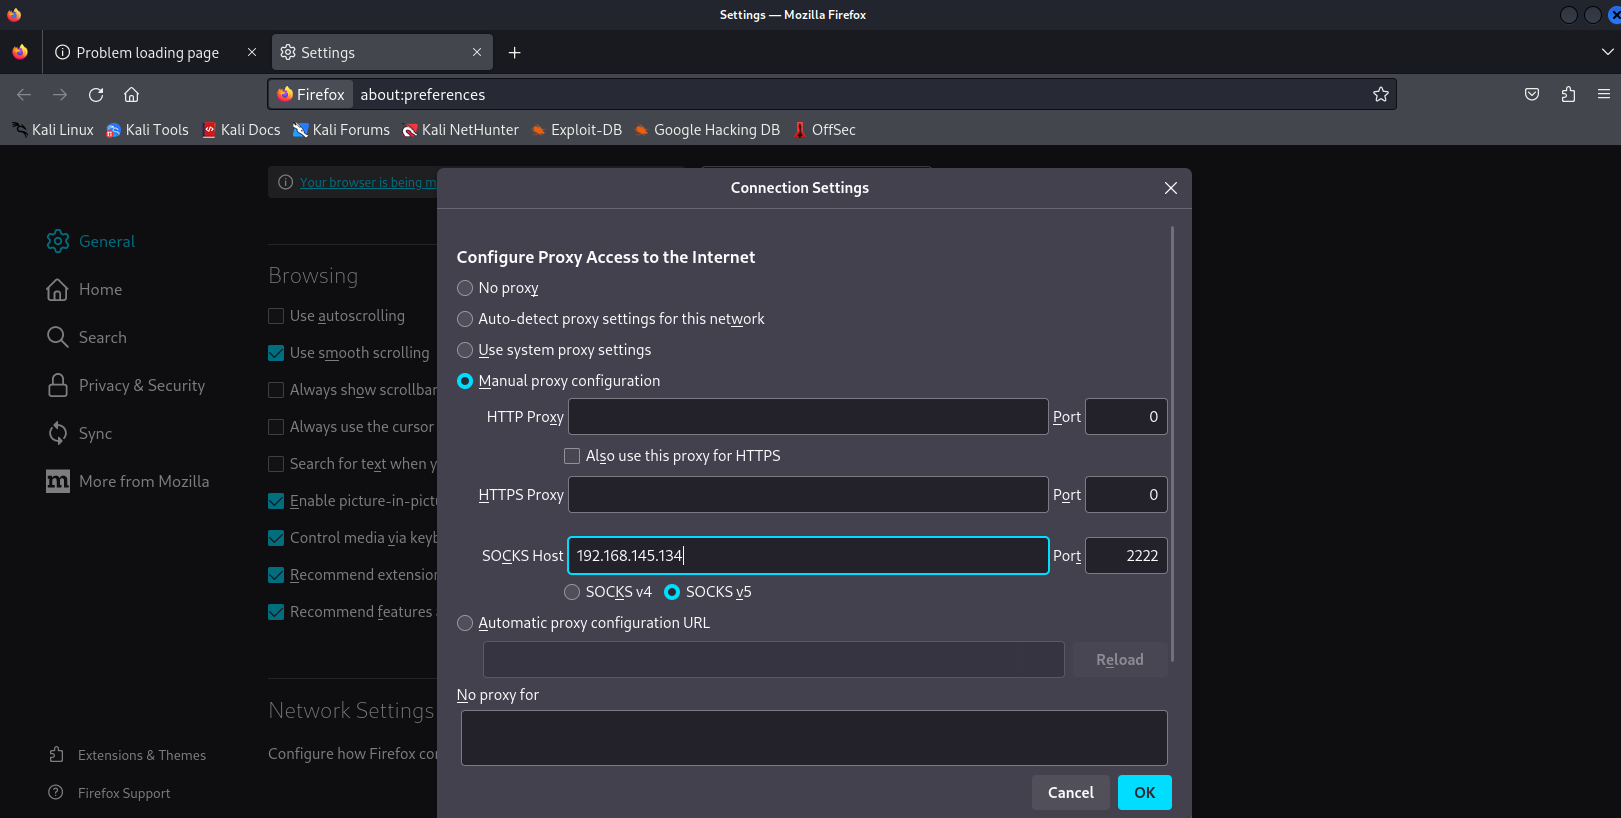 Settings — Mozilla Firefox
Problem loading page
Settings
Firefox about:preferences
Kali Linux Kali Tools Kali Docs Kali Forums Kali NetHunter Exploit-DB Google Hacking DB OffSec
Your browser is being m
General
Home
Search
Privacy & Security
Sync
More from Mozilla
Extensions & Themes
Firefox Support
Browsing
Use autoscrolling
Use smooth scrolling
Always show scrollbar
Always use the cursor
Search for text when y
Enable picture-in-pictu
Control media via keyb
Recommend extension
Recommend features
Network Settings
Configure how Firefox co
Connection Settings
Configure Proxy Access to the Internet
No proxy
Auto-detect proxy settings for this network
Use system proxy settings
Manual proxy configuration
HTTP Proxy Port 0
Also use this proxy for HTTPS
HTTPS Proxy Port 0
SOCKS Host 192.168.145.134 Port 2222
SOCKS v4 SOCKS v5
Automatic proxy configuration URL
Reload
No proxy for
Cancel OK